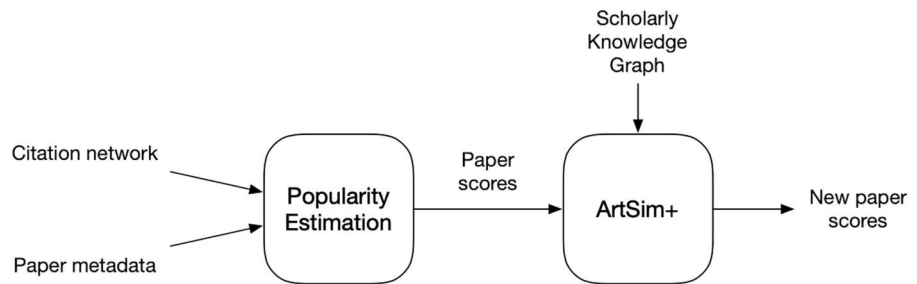 Scholarly
Knowledge
Graph
Citation network
Paper metadata
Popularity
Estimation
Paper
scores
ArtSim+
New paper
scores